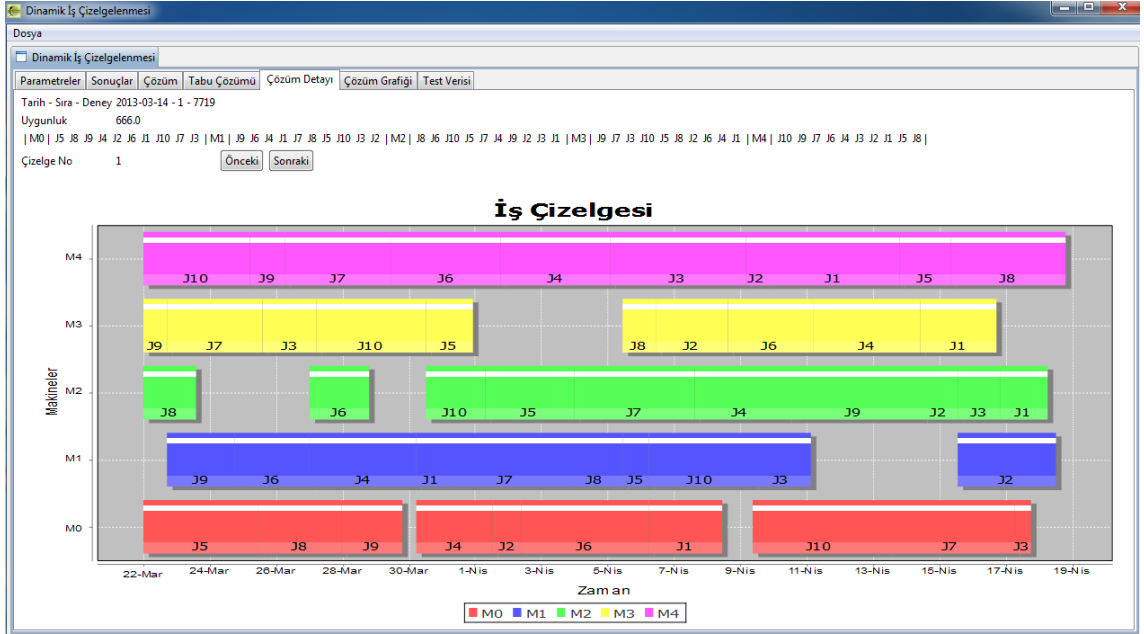 Dinamik İş Çizelgelenmesi
Dosya
Dinamik İş Çizelgelenmesi
Parametreler Sonuçlar Çözüm Tabu Çözümü Çözüm Detayı Çözüm Grafiği Test Verisi
Tarih - Sıra - Deney 2013-03-14 - 1 - 7719
Uygunluk 666.0
| M0 | J5 J8 J9 J4 J2 J6 J1 J10 J7 J3 | M1 | J9 J6 J4 J1 J7 J8 J5 J10 J3 J2 | M2 | J8 J6 J10 J5 J7 J4 J9 J2 J3 J1 | M3 | J9 J7 J3 J10 J5 J8 J2 J6 J4 J1 | M4 | J10 J9 J7 J6 J4 J3 J2 J1 J5 J8 |
Çizelge No 1 Önceki Sonraki
İş Çizelgesi
Makineler
M4 J10 J9 J7 J6 J4 J3 J2 J1 J5 J8
M3 J9 J7 J3 J10 J5 J8 J2 J6 J4 J1
M2 J8 J6 J10 J5 J7 J4 J9 J2 J3 J1
M1 J9 J6 J4 J1 J7 J8 J5 J10 J3 J2
M0 J5 J8 J9 J4 J2 J6 J1 J10 J7 J3
22-Mar 24-Mar 26-Mar 28-Mar 30-Mar 1-Nis 3-Nis 5-Nis 7-Nis 9-Nis 11-Nis 13-Nis 15-Nis 17-Nis 19-Nis
Zaman
M0 M1 M2 M3 M4